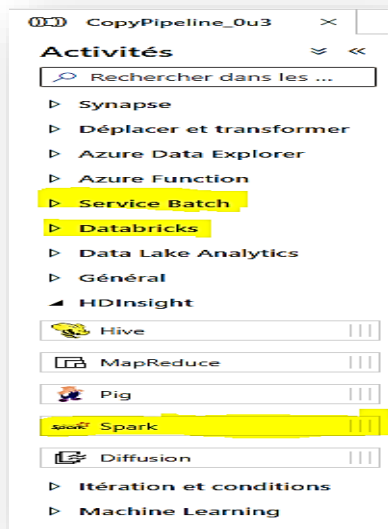 CopyPipeline_0u3
Activités
Rechercher dans les ...
Synapse
Déplacer et transformer
Azure Data Explorer
Azure Function
Service Batch
Databricks
Data Lake Analytics
Général
HDInsight
Hive
MapReduce
Pig
Spark Spark
Diffusion
Itération et conditions
Machine Learning